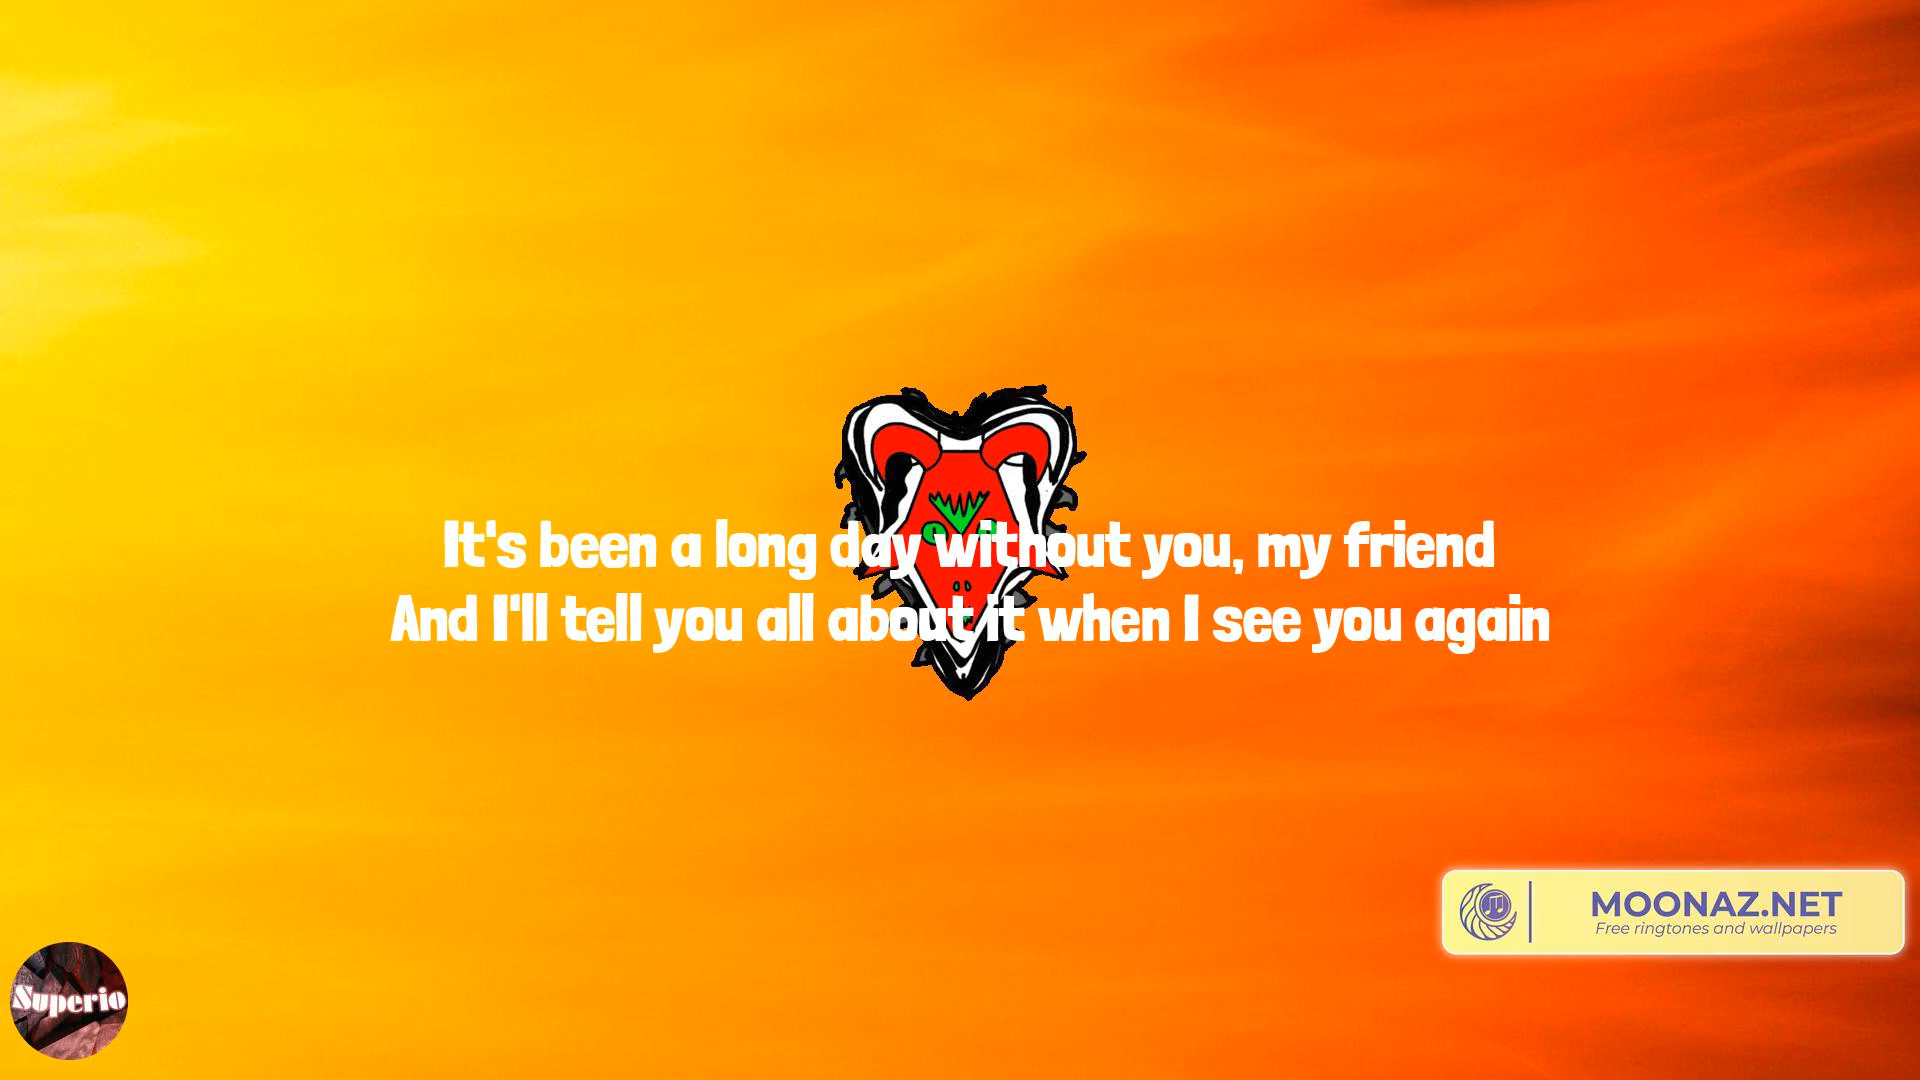 It's been a long day without you, my friend
And I'll tell you all about it when I see you again
MOONAZ.NET
Free ringtones and wallpapers
Superio